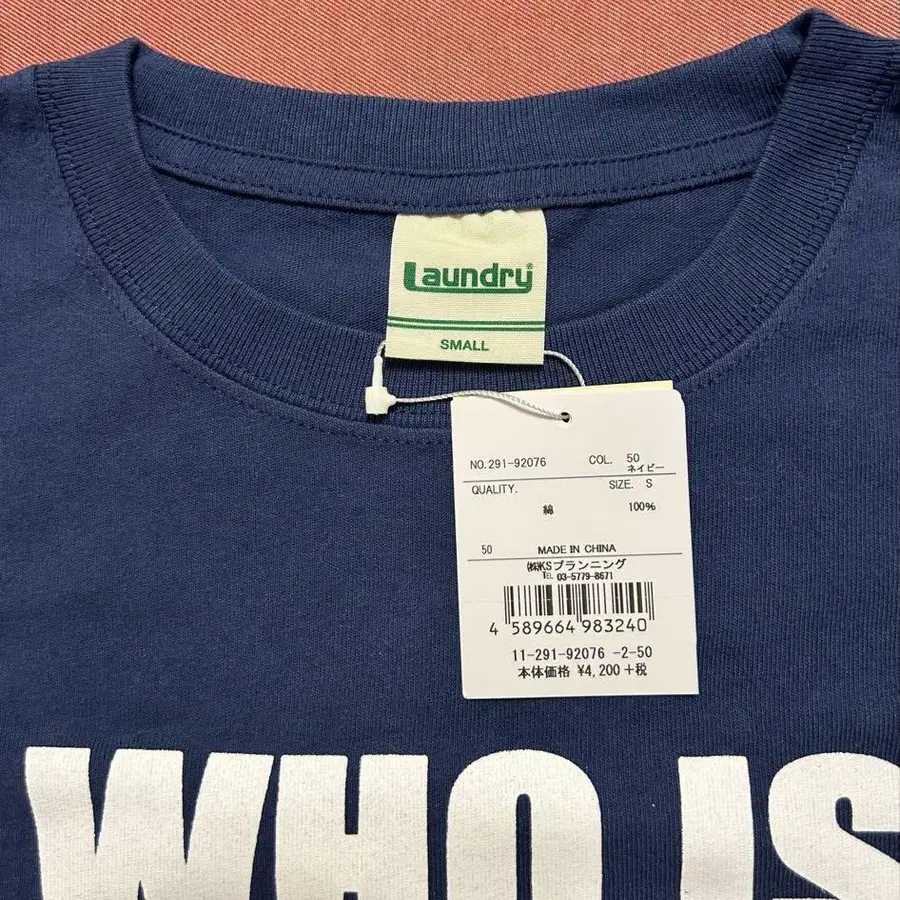 Laundry®
SMALL
NO.291-92076 COL. 50
ネイビー
QUALITY. SIZE. S
綿 100%
50 MADE IN CHINA
㈱KSプランニング
TEL 03-5779-8671
4 589664 983240
11-291-92076 -2-50
本体価格 ¥4,200+税
WHO IS